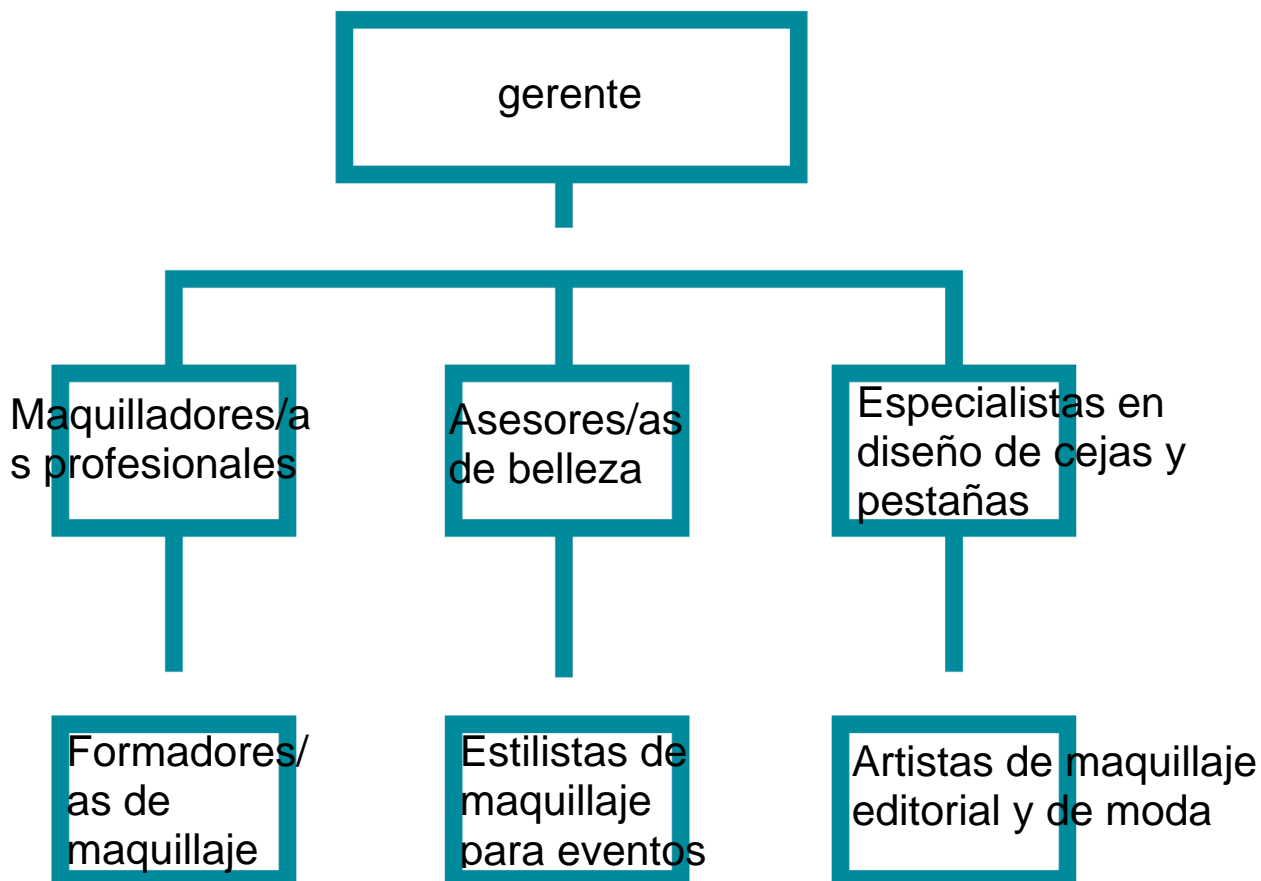 gerente
Maquilladores/a
s profesionales
Asesores/as
de belleza
Especialistas en
diseño de cejas y
pestañas
Formadores/
as de
maquillaje
Estilistas de
maquillaje
para eventos
Artistas de maquillaje
editorial y de moda